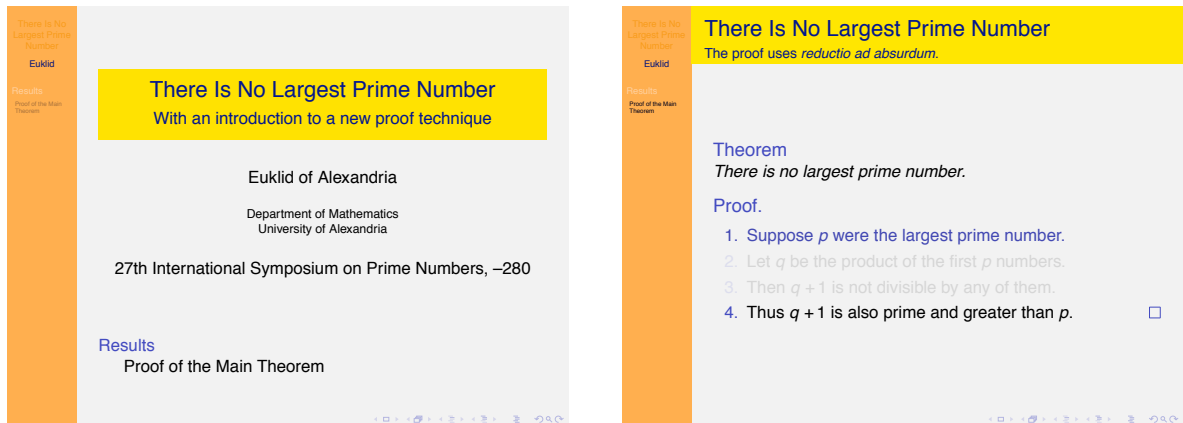 There Is No
Largest Prime
Number
Euklid
Results
Proof of the Main
Theorem
There Is No Largest Prime Number
With an introduction to a new proof technique
Euklid of Alexandria
Department of Mathematics
University of Alexandria
27th International Symposium on Prime Numbers, –280
Results
Proof of the Main Theorem
There Is No
Largest Prime
Number
Euklid
Results
Proof of the Main
Theorem
There Is No Largest Prime Number
The proof uses reductio ad absurdum.
Theorem
There is no largest prime number.
Proof.
1. Suppose p were the largest prime number.
2. Let q be the product of the first p numbers.
3. Then q + 1 is not divisible by any of them.
4. Thus q + 1 is also prime and greater than p. □